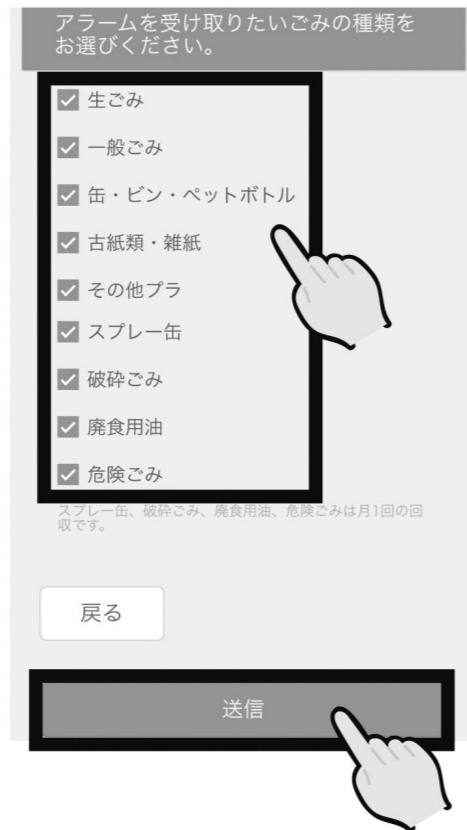 アラームを受け取りたいごみの種類を
お選びください。
生ごみ
一般ごみ
缶・ビン・ペットボトル
古紙類・雑紙
その他プラ
スプレー缶
破砕ごみ
廃食用油
危険ごみ
スプレー缶、破砕ごみ、廃食用油、危険ごみは月1回の回
収です。
戻る
送信